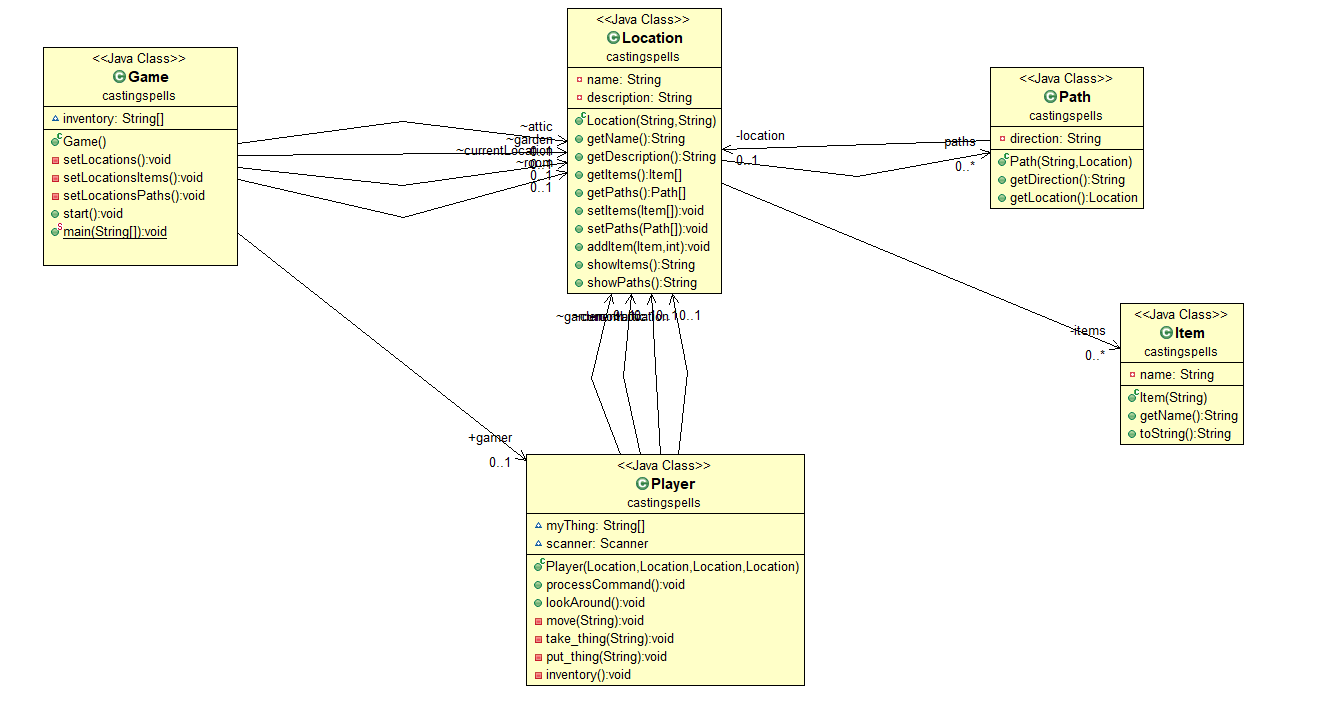 <<Java Class>>
Game
castingspells
inventory: String[]
Game()
setLocations():void
setLocationsItems():void
setLocationsPaths():void
start():void
main(String[]):void
<<Java Class>>
Location
castingspells
name: String
description: String
Location(String,String)
getName():String
getDescription():String
getItems():Item[]
getPaths():Path[]
setItems(Item[]):void
setPaths(Path[]):void
addItem(Item,int):void
showItems():String
showPaths():String
<<Java Class>>
Path
castingspells
direction: String
Path(String,Location)
getDirection():String
getLocation():Location
<<Java Class>>
Item
castingspells
name: String
Item(String)
getName():String
toString():String
<<Java Class>>
Player
castingspells
myThing: String[]
scanner: Scanner
Player(Location,Location,Location,Location)
processCommand():void
lookAround():void
move(String):void
take_thing(String):void
put_thing(String):void
inventory():void
~attic
~garden
~currentLocation
0..1
~room
0..1
0..1
-location
0..1
paths
0..*
-items
0..*
+gamer
0..1
~garden
0..1